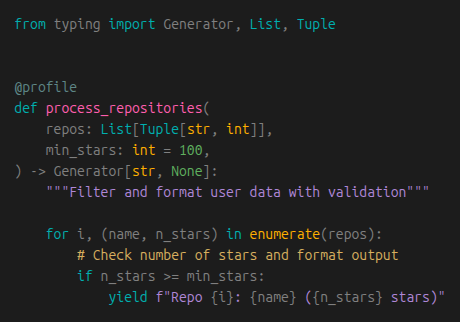 from typing import Generator, List, Tuple
@profile
def process_repositories(
    repos: List[Tuple[str, int]],
    min_stars: int = 100,
) -> Generator[str, None]:
    """Filter and format user data with validation"""
    for i, (name, n_stars) in enumerate(repos):
        # Check number of stars and format output
        if n_stars >= min_stars:
            yield f"Repo {i}: {name} ({n_stars} stars)"